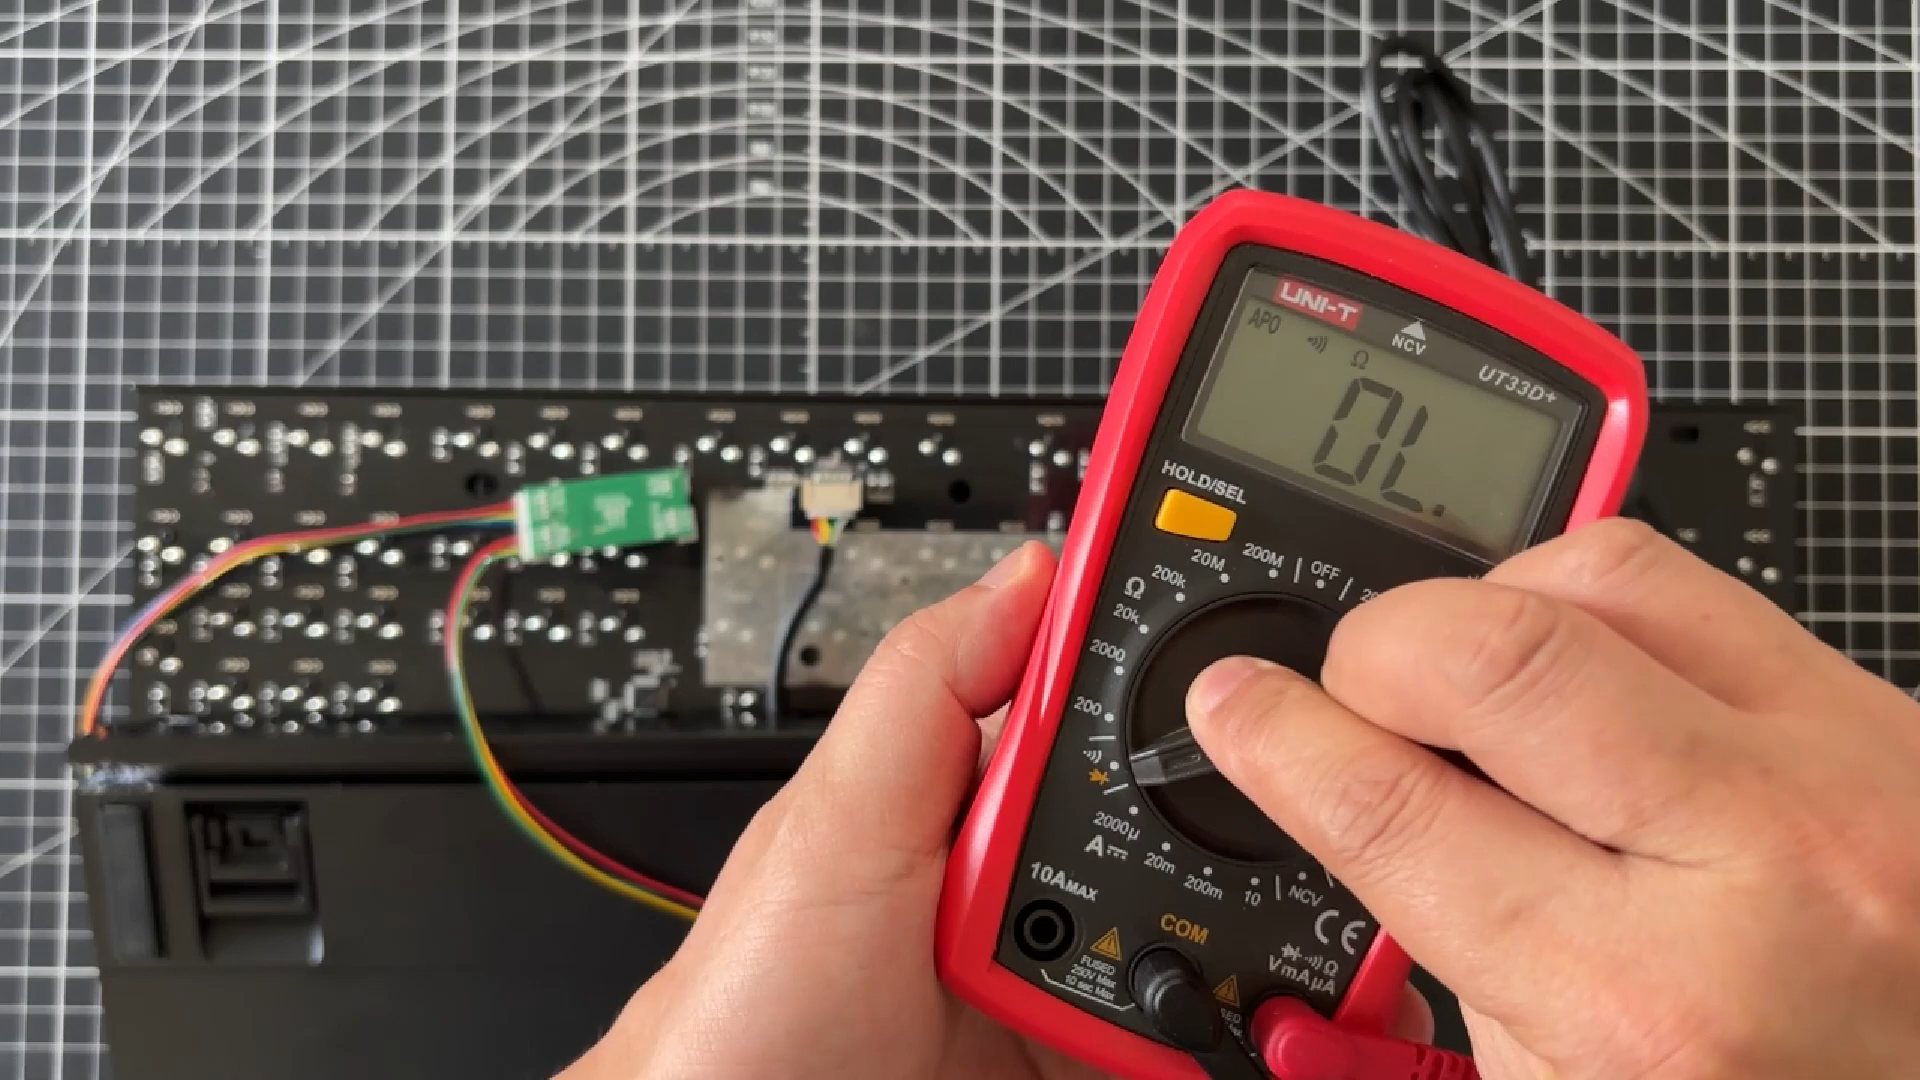 UNI-T
NCV
UT33D+
APO
Ω
0L.
HOLD/SEL
200M
OFF
20M
200k
Ω
20k
2000
200
2000µ
A
20m
200m
10
NCV
10AMAX
COM
CE
FUSED
250V Max
10 sec Max
Ω
VmAµA